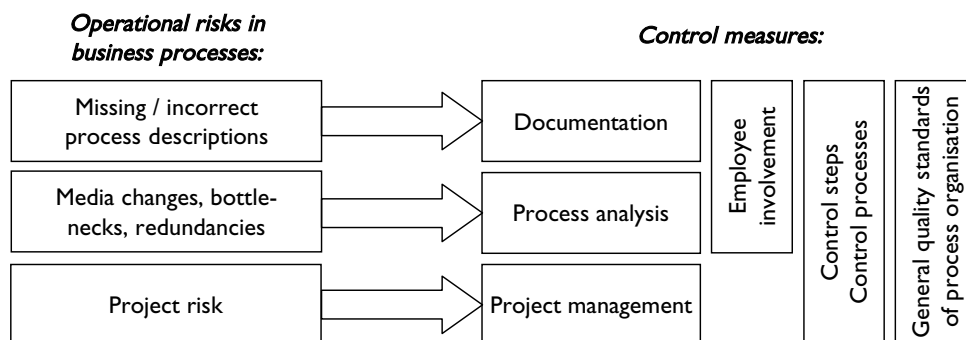 Operational risks in
business processes:
Control measures:
Missing / incorrect
process descriptions
Documentation
Media changes, bottle-
necks, redundancies
Process analysis
Project risk
Project management
Employee
involvement
Control steps
Control processes
General quality standards
of process organisation